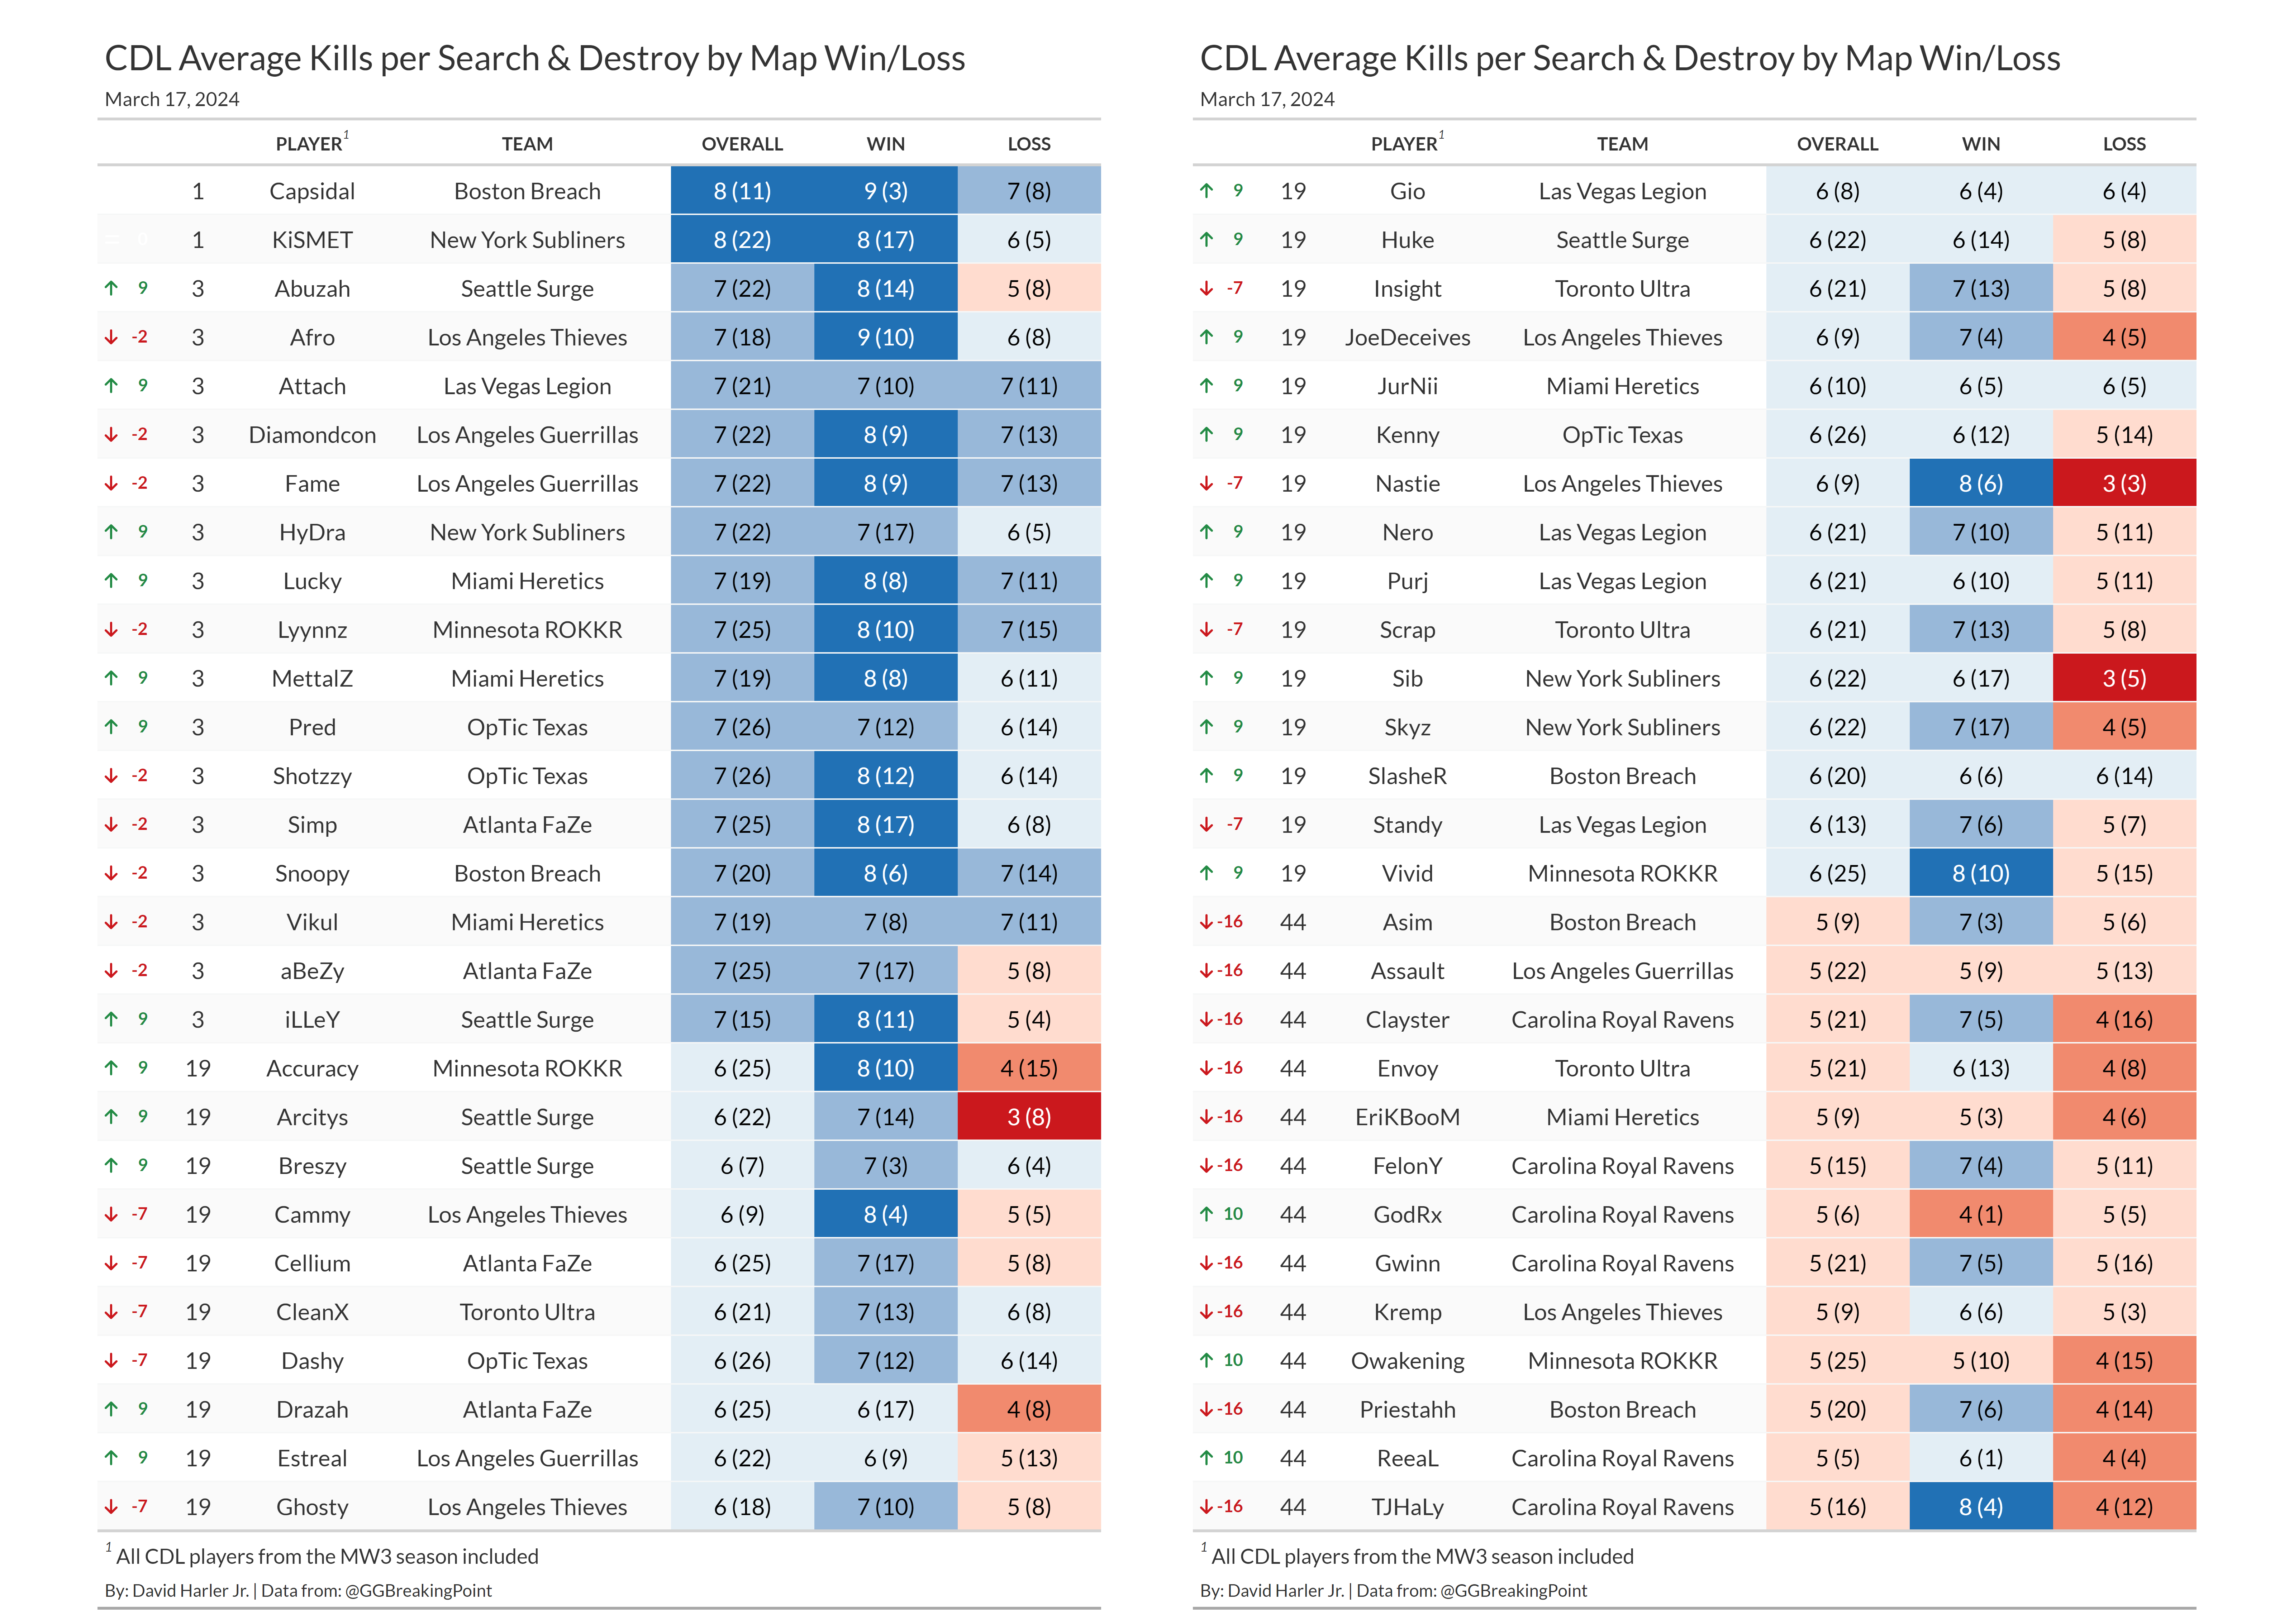 CDL Average Kills per Search & Destroy by Map Win/Loss
March 17, 2024
PLAYER1 TEAM OVERALL WIN LOSS
1 Capsidal Boston Breach 8 (11) 9 (3) 7 (8)
= 0 1 KiSMET New York Subliners 8 (22) 8 (17) 6 (5)
↑ 9 3 Abuzah Seattle Surge 7 (22) 8 (14) 5 (8)
↓ -2 3 Afro Los Angeles Thieves 7 (18) 9 (10) 6 (8)
↑ 9 3 Attach Las Vegas Legion 7 (21) 7 (10) 7 (11)
↓ -2 3 Diamondcon Los Angeles Guerrillas 7 (22) 8 (9) 7 (13)
↓ -2 3 Fame Los Angeles Guerrillas 7 (22) 8 (9) 7 (13)
↑ 9 3 HyDra New York Subliners 7 (22) 7 (17) 6 (5)
↑ 9 3 Lucky Miami Heretics 7 (19) 8 (8) 7 (11)
↓ -2 3 Lyynnz Minnesota ROKKR 7 (25) 8 (10) 7 (15)
↑ 9 3 MettalZ Miami Heretics 7 (19) 8 (8) 6 (11)
↑ 9 3 Pred OpTic Texas 7 (26) 7 (12) 6 (14)
↓ -2 3 Shotzzy OpTic Texas 7 (26) 8 (12) 6 (14)
↓ -2 3 Simp Atlanta FaZe 7 (25) 8 (17) 6 (8)
↓ -2 3 Snoopy Boston Breach 7 (20) 8 (6) 7 (14)
↓ -2 3 Vikul Miami Heretics 7 (19) 7 (8) 7 (11)
↓ -2 3 aBeZy Atlanta FaZe 7 (25) 7 (17) 5 (8)
↑ 9 3 iLLeY Seattle Surge 7 (15) 8 (11) 5 (4)
↑ 9 19 Accuracy Minnesota ROKKR 6 (25) 8 (10) 4 (15)
↑ 9 19 Arcitys Seattle Surge 6 (22) 7 (14) 3 (8)
↑ 9 19 Breszy Seattle Surge 6 (7) 7 (3) 6 (4)
↓ -7 19 Cammy Los Angeles Thieves 6 (9) 8 (4) 5 (5)
↓ -7 19 Cellium Atlanta FaZe 6 (25) 7 (17) 5 (8)
↓ -7 19 CleanX Toronto Ultra 6 (21) 7 (13) 6 (8)
↓ -7 19 Dashy OpTic Texas 6 (26) 7 (12) 6 (14)
↑ 9 19 Drazah Atlanta FaZe 6 (25) 6 (17) 4 (8)
↑ 9 19 Estreal Los Angeles Guerrillas 6 (22) 6 (9) 5 (13)
↓ -7 19 Ghosty Los Angeles Thieves 6 (18) 7 (10) 5 (8)
1 All CDL players from the MW3 season included
By: David Harler Jr. | Data from: @GGBreakingPoint
CDL Average Kills per Search & Destroy by Map Win/Loss
March 17, 2024
PLAYER1 TEAM OVERALL WIN LOSS
↑ 9 19 Gio Las Vegas Legion 6 (8) 6 (4) 6 (4)
↑ 9 19 Huke Seattle Surge 6 (22) 6 (14) 5 (8)
↓ -7 19 Insight Toronto Ultra 6 (21) 7 (13) 5 (8)
↑ 9 19 JoeDeceives Los Angeles Thieves 6 (9) 7 (4) 4 (5)
↑ 9 19 JurNii Miami Heretics 6 (10) 6 (5) 6 (5)
↑ 9 19 Kenny OpTic Texas 6 (26) 6 (12) 5 (14)
↓ -7 19 Nastie Los Angeles Thieves 6 (9) 8 (6) 3 (3)
↑ 9 19 Nero Las Vegas Legion 6 (21) 7 (10) 5 (11)
↑ 9 19 Purj Las Vegas Legion 6 (21) 6 (10) 5 (11)
↓ -7 19 Scrap Toronto Ultra 6 (21) 7 (13) 5 (8)
↑ 9 19 Sib New York Subliners 6 (22) 6 (17) 3 (5)
↑ 9 19 Skyz New York Subliners 6 (22) 7 (17) 4 (5)
↑ 9 19 SlasheR Boston Breach 6 (20) 6 (6) 6 (14)
↓ -7 19 Standy Las Vegas Legion 6 (13) 7 (6) 5 (7)
↑ 9 19 Vivid Minnesota ROKKR 6 (25) 8 (10) 5 (15)
↓ -16 44 Asim Boston Breach 5 (9) 7 (3) 5 (6)
↓ -16 44 Assault Los Angeles Guerrillas 5 (22) 5 (9) 5 (13)
↓ -16 44 Clayster Carolina Royal Ravens 5 (21) 7 (5) 4 (16)
↓ -16 44 Envoy Toronto Ultra 5 (21) 6 (13) 4 (8)
↓ -16 44 EriKBooM Miami Heretics 5 (9) 5 (3) 4 (6)
↓ -16 44 FelonY Carolina Royal Ravens 5 (15) 7 (4) 5 (11)
↑ 10 44 GodRx Carolina Royal Ravens 5 (6) 4 (1) 5 (5)
↓ -16 44 Gwinn Carolina Royal Ravens 5 (21) 7 (5) 5 (16)
↓ -16 44 Kremp Los Angeles Thieves 5 (9) 6 (6) 5 (3)
↑ 10 44 Owakening Minnesota ROKKR 5 (25) 5 (10) 4 (15)
↓ -16 44 Priestahh Boston Breach 5 (20) 7 (6) 4 (14)
↑ 10 44 ReeaL Carolina Royal Ravens 5 (5) 6 (1) 4 (4)
↓ -16 44 TJHaLy Carolina Royal Ravens 5 (16) 8 (4) 4 (12)
1 All CDL players from the MW3 season included
By: David Harler Jr. | Data from: @GGBreakingPoint